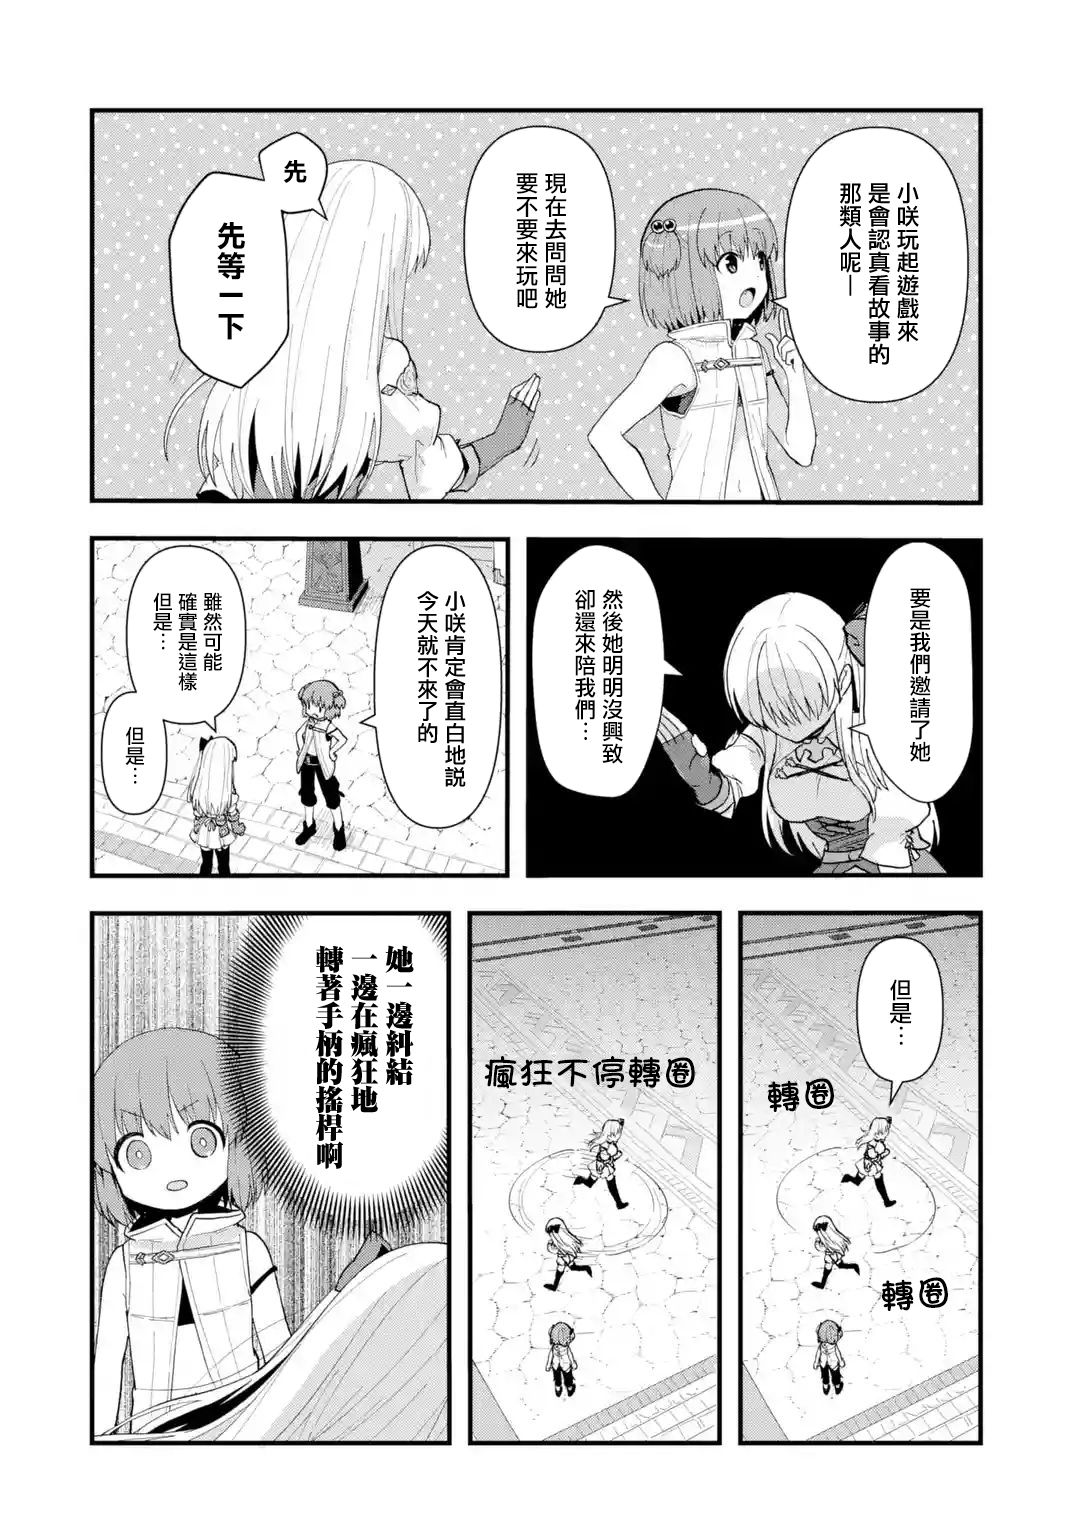 小咲玩起遊戲來
是會認真看故事的
那類人呢—
現在去問問她
要不要來玩吧
先
先等一下
要是我們邀請了她
然後她明明沒興致
卻還來陪我們…
小咲肯定會直白地説
今天就不來了的
雖然可能
確實是這樣
但是…
但是…
但是…
轉圈
轉圈
瘋狂不停轉圈
她一邊糾結
一邊在瘋狂地
轉著手柄的搖桿啊